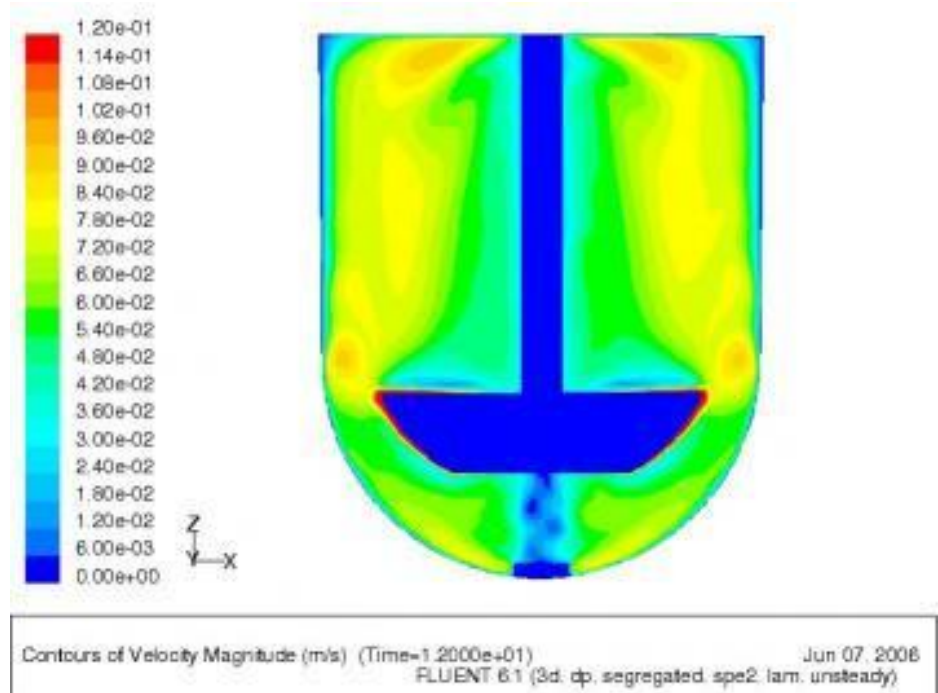 1.20e-01
1.14e-01
1.08e-01
1.02e-01
9.60e-02
9.00e-02
8.40e-02
7.80e-02
7.20e-02
6.60e-02
6.00e-02
5.40e-02
4.80e-02
4.20e-02
3.60e-02
3.00e-02
2.40e-02
1.80e-02
1.20e-02
6.00e-03
0.00e+00
Z
Y X
Contours of Velocity Magnitude (m/s) (Time=1.2000e+01) Jun 07, 2006
FLUENT 6.1 (3d, dp, segregated, spe2, lam, unsteady)